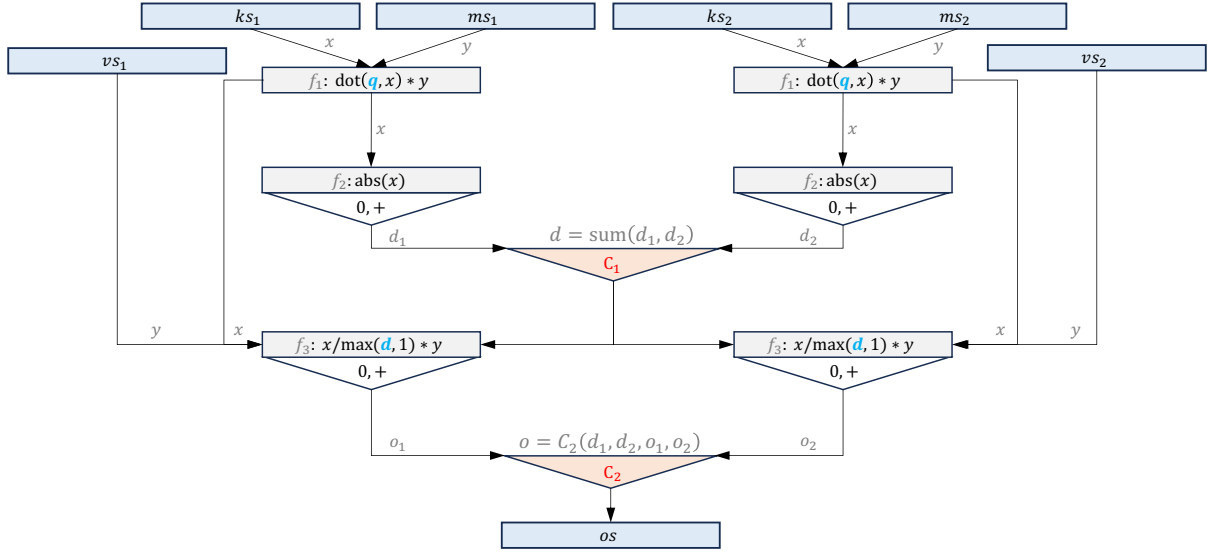 ks₁ ms₁ ks₂ ms₂
vs₁ vs₂
x y x y
f₁: dot(q, x) ∗ y f₁: dot(q, x) ∗ y
x x
f₂: abs(x) f₂: abs(x)
0, + 0, +
d₁ d = sum(d₁, d₂) d₂
C₁
y x x y
f₃: x/max(d, 1) ∗ y f₃: x/max(d, 1) ∗ y
0, + 0, +
o₁ o = C₂(d₁, d₂, o₁, o₂) o₂
C₂
os